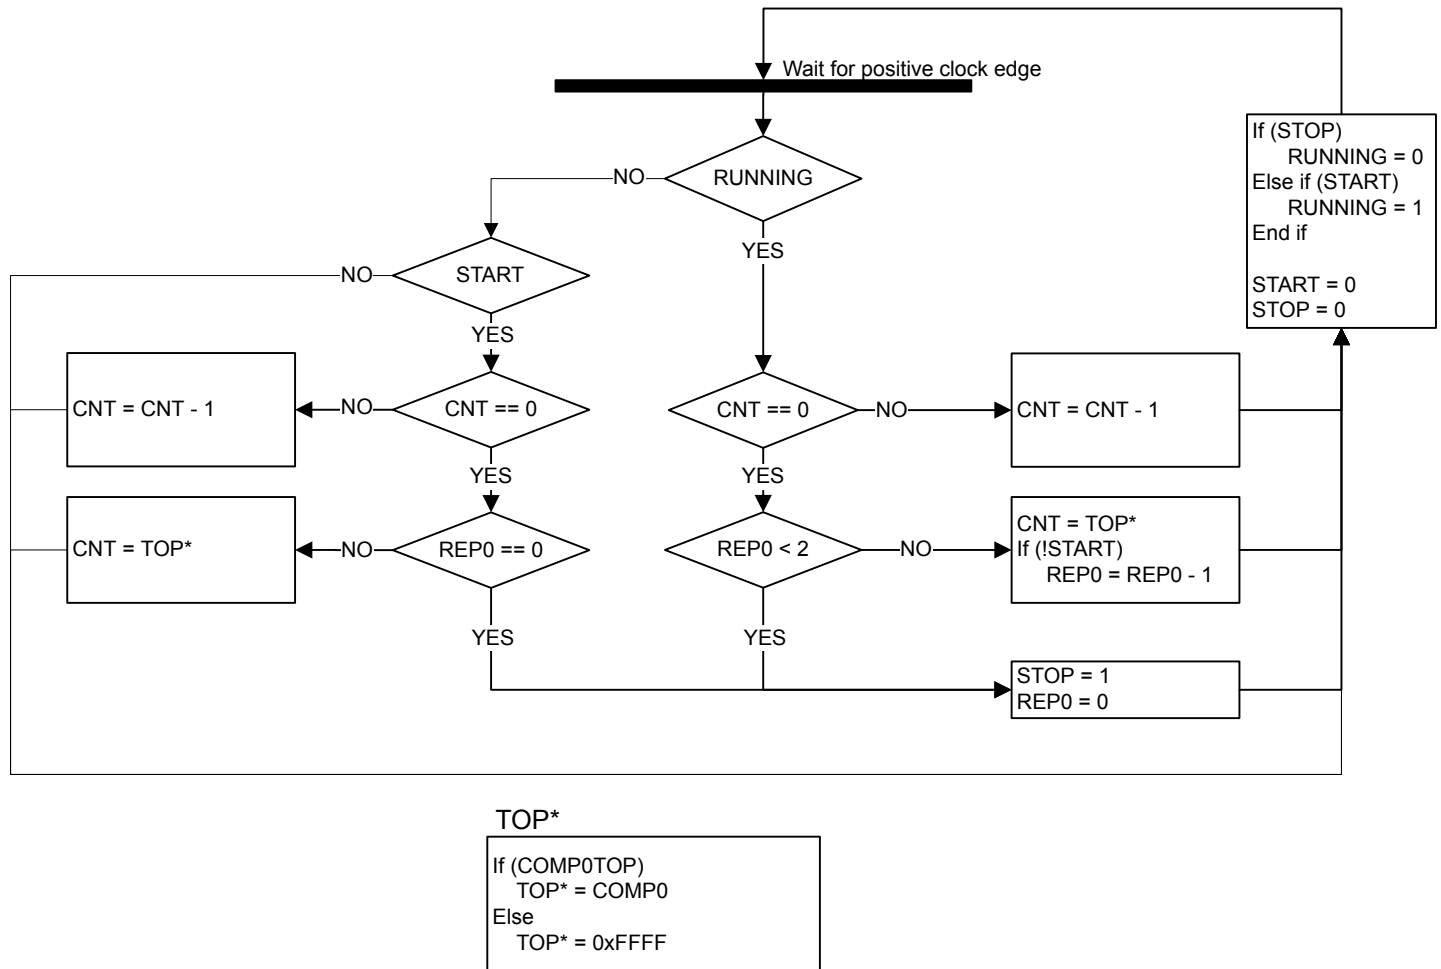 Wait for positive clock edge
If (STOP)
RUNNING = 0
Else if (START)
RUNNING = 1
End if
START = 0
STOP = 0
NO
RUNNING
YES
NO
START
YES
CNT = CNT - 1
NO
CNT == 0
YES
CNT == 0
NO
CNT = CNT - 1
YES
CNT = TOP*
NO
REP0 == 0
YES
REP0 < 2
NO
CNT = TOP*
If (!START)
REP0 = REP0 - 1
YES
STOP = 1
REP0 = 0
TOP*
If (COMP0TOP)
TOP* = COMP0
Else
TOP* = 0xFFFF